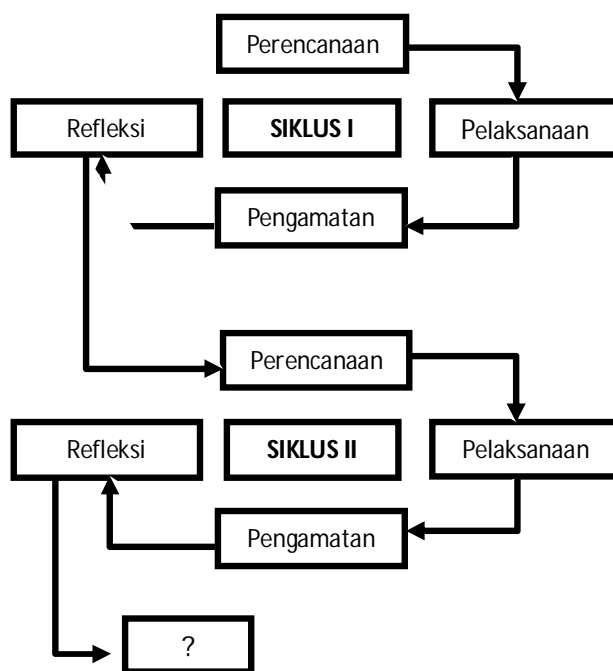 Perencanaan
Refleksi
SIKLUS I
Pelaksanaan
Pengamatan
Perencanaan
Refleksi
SIKLUS II
Pelaksanaan
Pengamatan
?